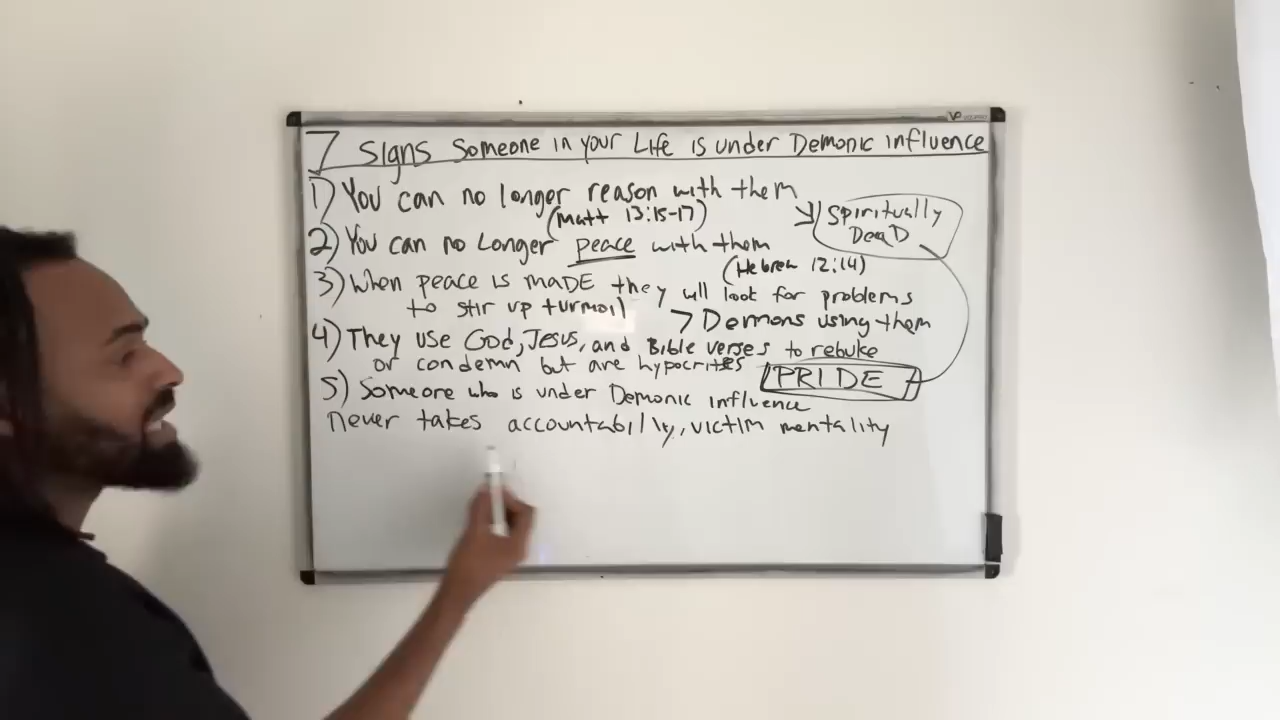 7 Signs Someone in your Life is under Demonic influence
1) You can no longer reason with them
(Matt 13:15-17)
Spiritually
DeaD
2) You can no Longer peace with them
(Hebrew 12:14)
3) When peace is maDE they will look for problems
to stir up turmoil
> Demons using them
4) They use God, Jesus, and Bible verses to rebuke
or condemn but are hypocrites
PRIDE
5) Someone who is under Demonic influence
never takes accountabilly, victim mentality